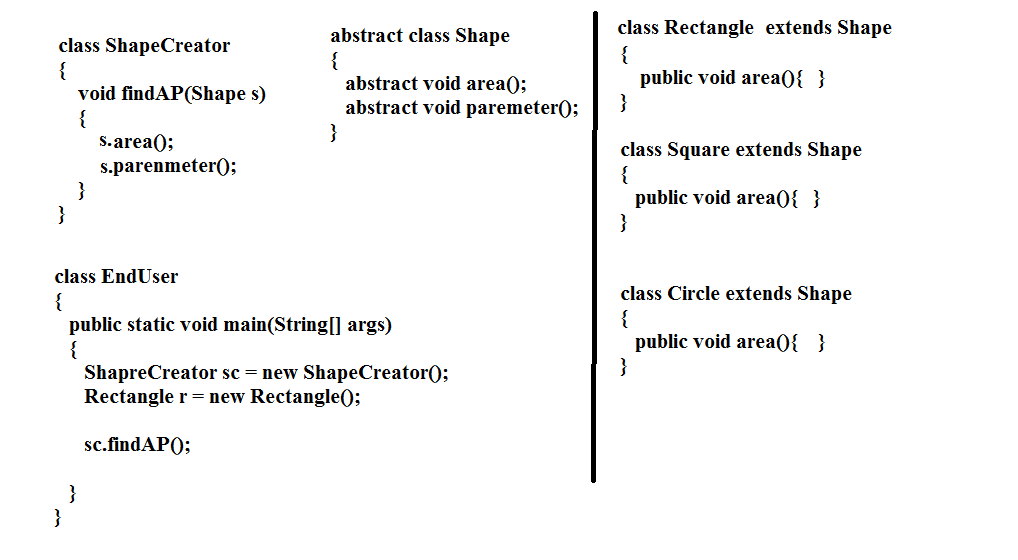 class ShapeCreator
{
void findAP(Shape s)
{
s.area();
s.parenmeter();
}
}
abstract class Shape
{
abstract void area();
abstract void paremeter();
}
class EndUser
{
public static void main(String[] args)
{
ShapreCreator sc = new ShapeCreator();
Rectangle r = new Rectangle();
sc.findAP();
}
}
class Rectangle extends Shape
{
public void area(){ }
}
class Square extends Shape
{
public void area(){ }
}
class Circle extends Shape
{
public void area(){ }
}